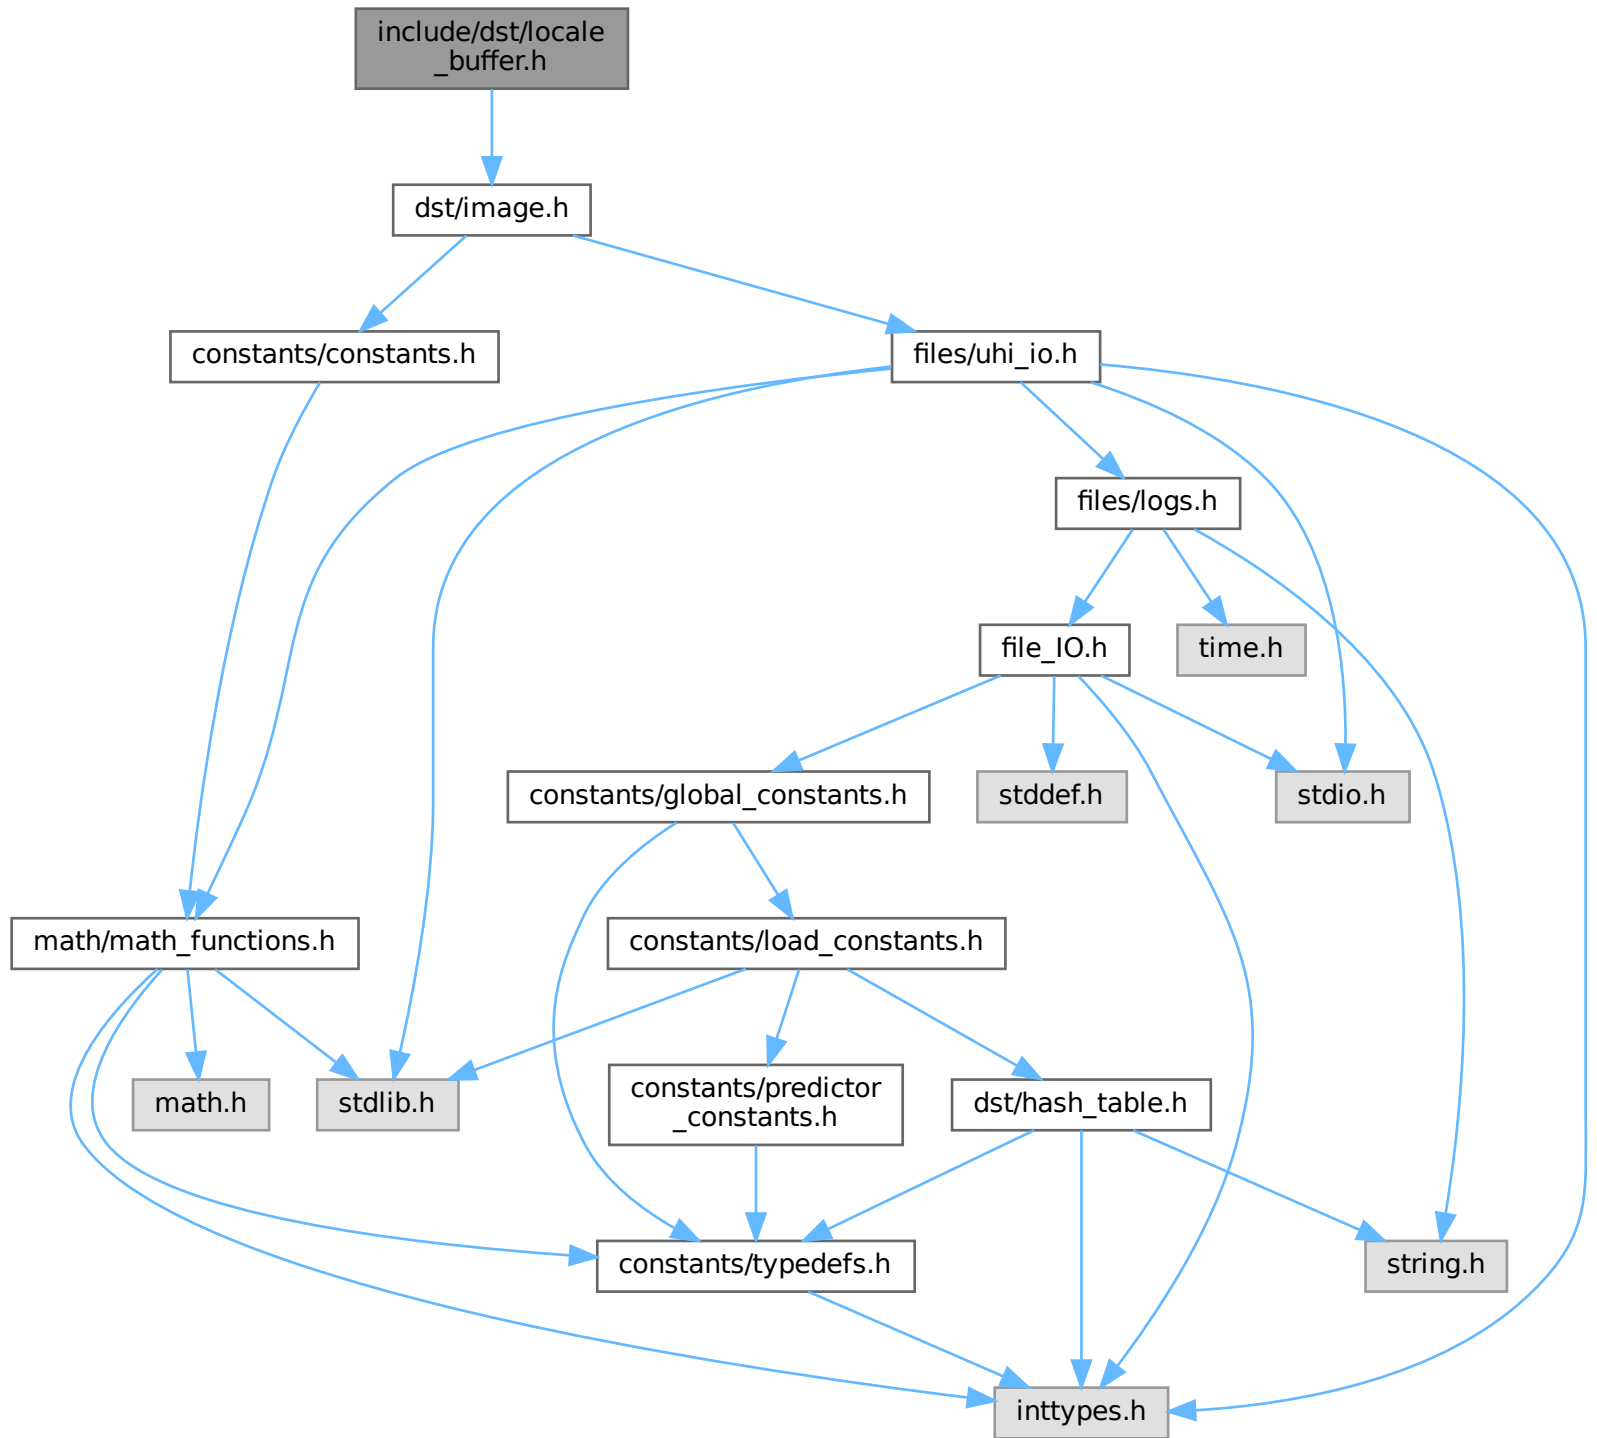 include/dst/locale
_buffer.h
dst/image.h
constants/constants.h
files/uhi_io.h
files/logs.h
file_IO.h
time.h
constants/global_constants.h
stddef.h
stdio.h
math/math_functions.h
constants/load_constants.h
math.h
stdlib.h
constants/predictor
_constants.h
dst/hash_table.h
constants/typedefs.h
string.h
inttypes.h